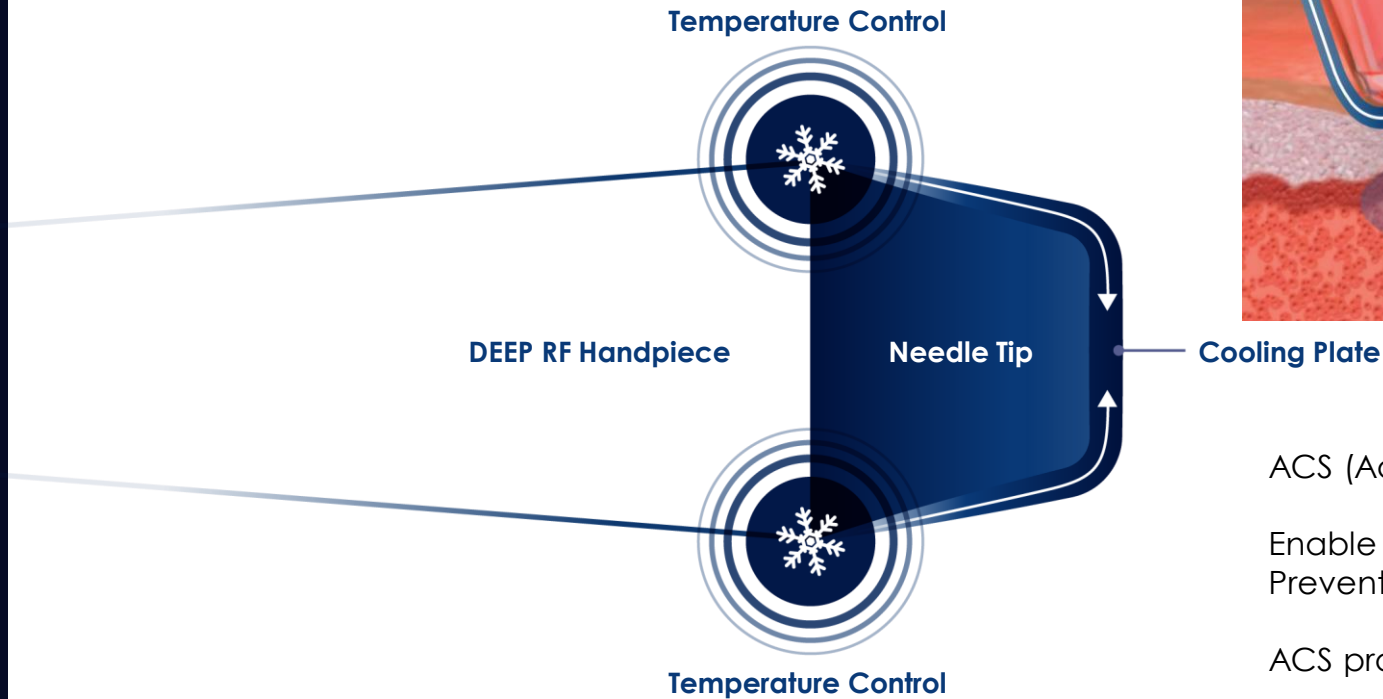 Temperature Control
DEEP RF Handpiece
Needle Tip
Cooling Plate
Temperature Control
ACS
Enable
Prevent
ACS